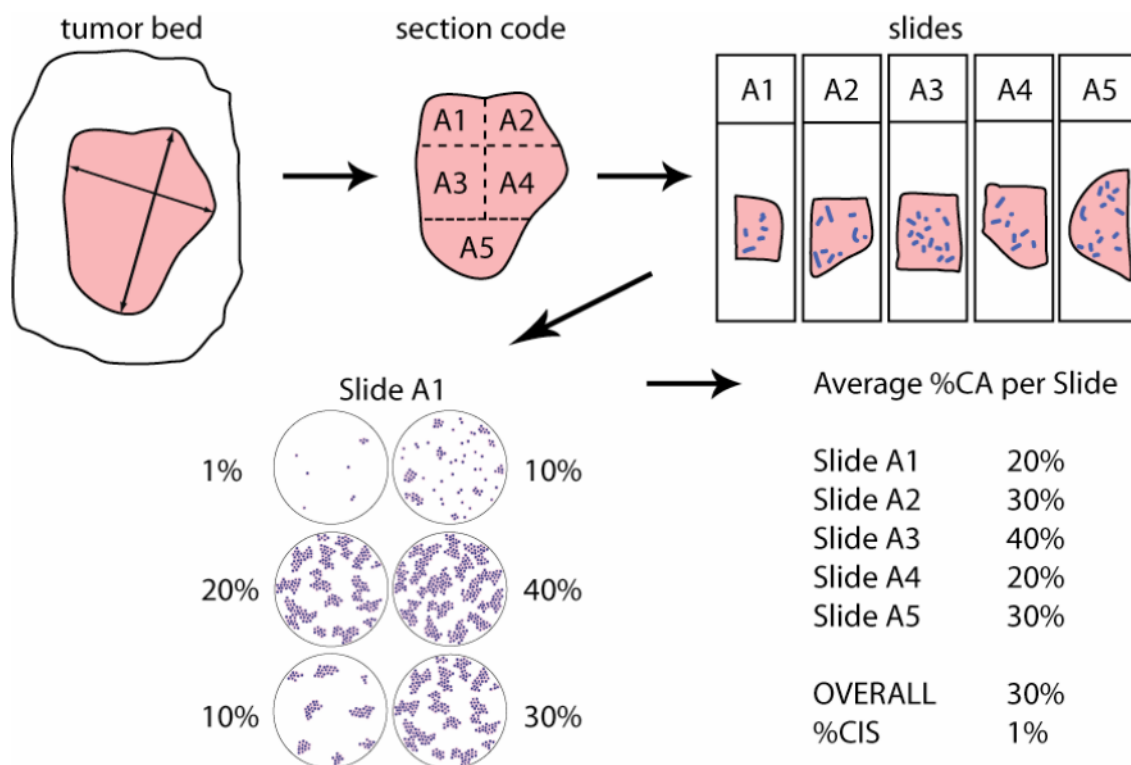 tumor bed
section code
slides
A1 A2 A3 A4 A5
A1 A2
A3 A4
A5
Slide A1
1% 10%
20% 40%
10% 30%
Average %CA per Slide
Slide A1 20%
Slide A2 30%
Slide A3 40%
Slide A4 20%
Slide A5 30%
OVERALL 30%
%CIS 1%